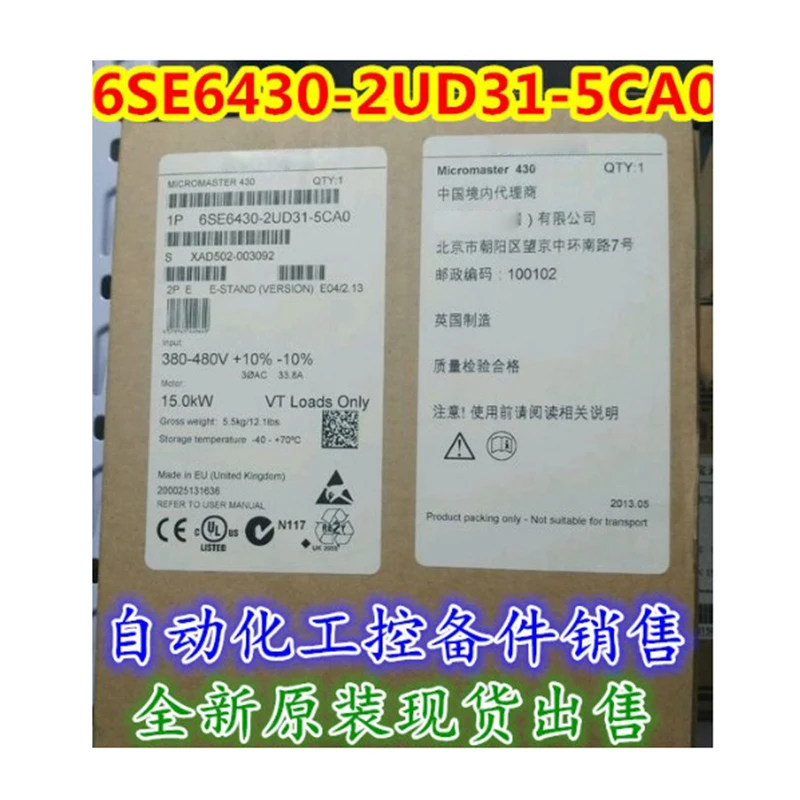 6SE6430-2UD31-5CA0
MICROMASTER 430 QTY:1
1P 6SE6430-2UD31-5CA0
S XAD502-003092
2P E E-STAND (VERSION) E04/2.13
Input:
380-480V +10% -10%
3ØAC 33.8A
Motor:
15.0kW VT Loads Only
Gross weight: 5.5kg/12.1lbs
Storage temperature -40 - +70ºC
Made in EU (United Kingdom)
200025131636
REFER TO USER MANUAL
CE UL US LISTED N117
UK 2002
Micromaster 430 QTY:1
中国境内代理商
）有限公司
北京市朝阳区望京中环南路7号
邮政编码：100102
英国制造
质量检验合格
注意! 使用前请阅读相关说明
2013.05
Product packing only - Not suitable for transport
自动化工控备件销售
全新原装现货出售